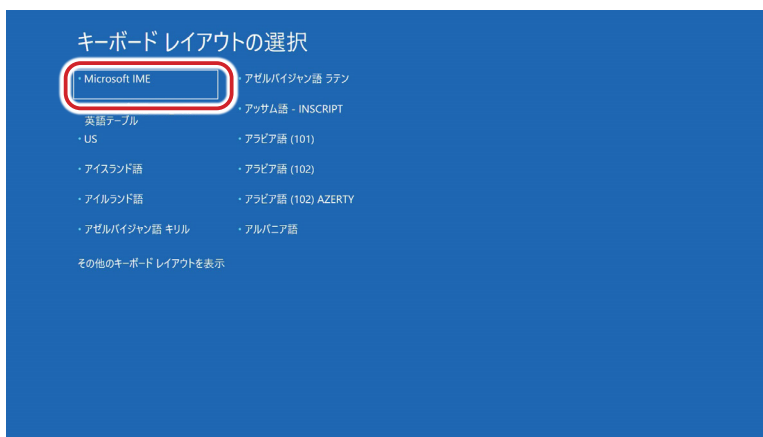 キーボード レイアウトの選択
Microsoft IME
英語テーブル
US
アイスランド語
アイルランド語
アゼルバイジャン語 キリル
アゼルバイジャン語 ラテン
アッサム語 - INSCRIPT
アラビア語 (101)
アラビア語 (102)
アラビア語 (102) AZERTY
アルバニア語
その他のキーボード レイアウトを表示